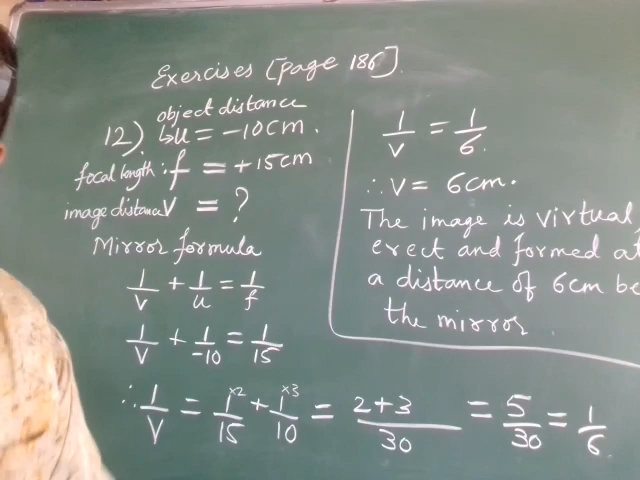 Exercises [page 186].
object distance
12). u = -10cm.
focal length : f = +15cm
image distance V = ?
Mirror formula
1/v + 1/u = 1/f
1/v + 1/-10 = 1/15
∴ 1/V = 1/15 ×2 + 1/10 ×3 = 2+3/30 = 5/30 = 1/6
1/v = 1/6.
∴ V = 6cm.
The image is virtual,
erect and formed at
a distance of 6cm be
the mirror.